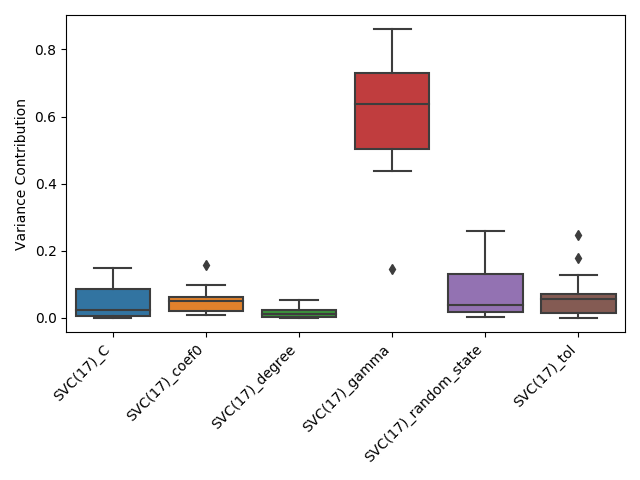 Variance Contribution
0.8
0.6
0.4
0.2
0.0
SVC(17)_C
SVC(17)_coef0
SVC(17)_degree
SVC(17)_gamma
SVC(17)_random_state
SVC(17)_tol